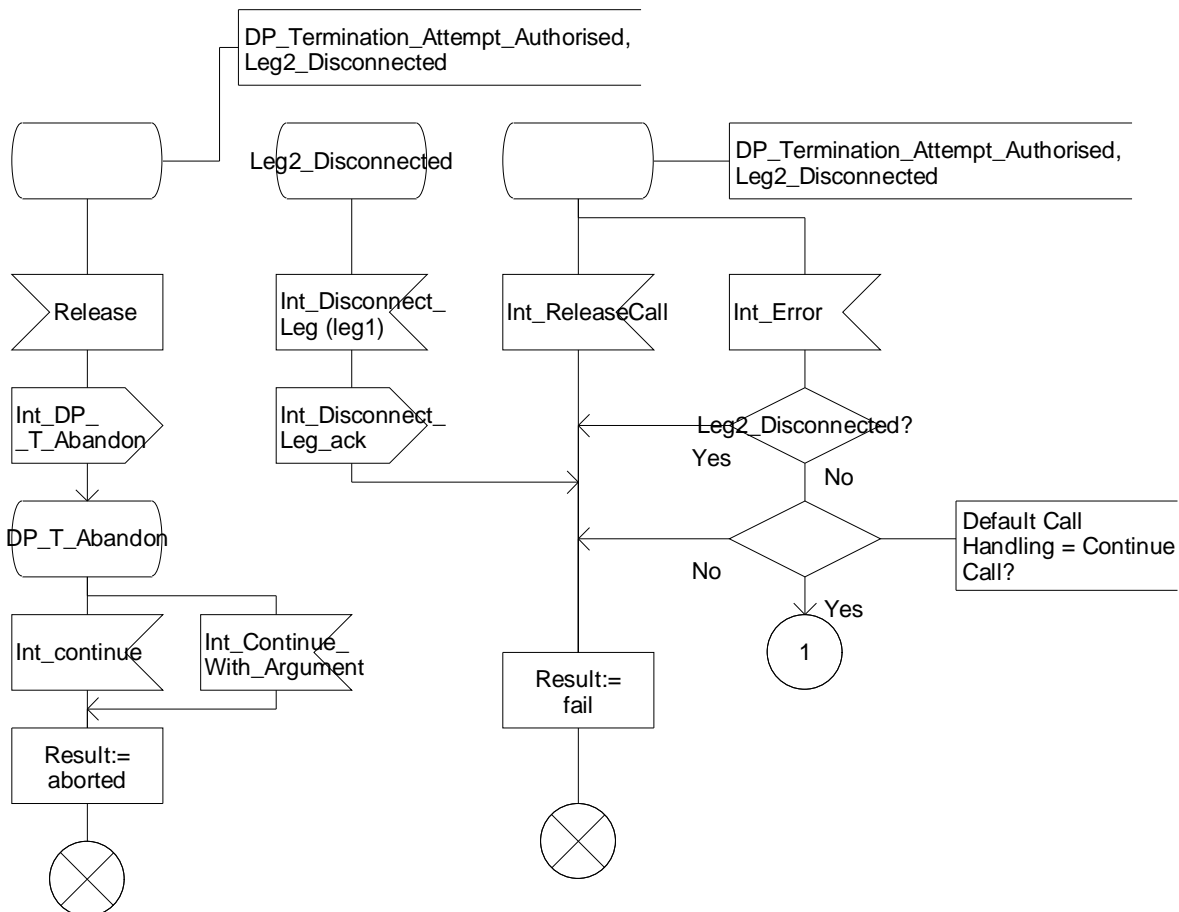 DP_Termination_Attempt_Authorised,
Leg2_Disconnected
Leg2_Disconnected
DP_Termination_Attempt_Authorised,
Leg2_Disconnected
Release
Int_Disconnect_
Leg (leg1)
Int_ReleaseCall
Int_Error
Int_DP_
_T_Abandon
Int_Disconnect_
Leg_ack
Leg2_Disconnected?
Yes
No
DP_T_Abandon
Default Call
Handling = Continue
Call?
No
Yes
Int_continue
Int_Continue_
With_Argument
1
Result:=
fail
Result:=
aborted